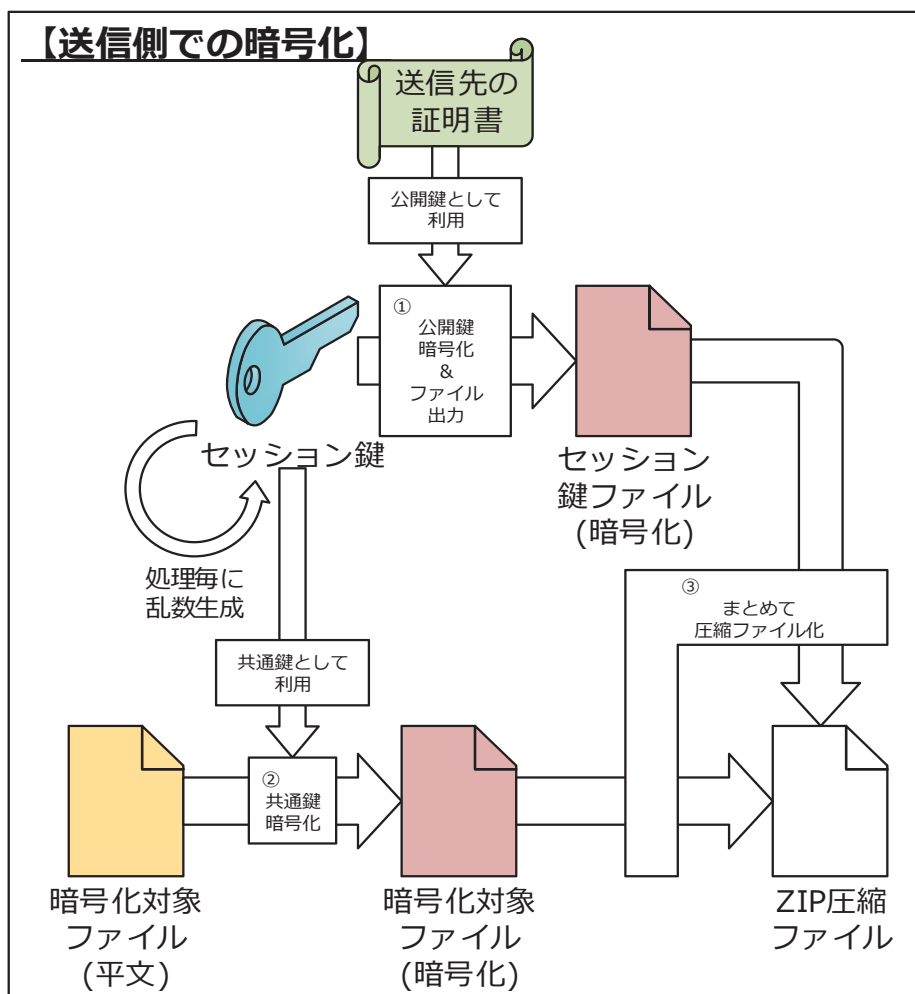 【送信側での暗号化】
送信先の
証明書
公開鍵として
利用
①
公開鍵
暗号化
&
ファイル
出力
セッション鍵
セッション
鍵ファイル
(暗号化)
処理毎に
乱数生成
③
まとめて
圧縮ファイル化
共通鍵として
利用
②
共通鍵
暗号化
暗号化対象
ファイル
(平文)
暗号化対象
ファイル
(暗号化)
ZIP圧縮
ファイル